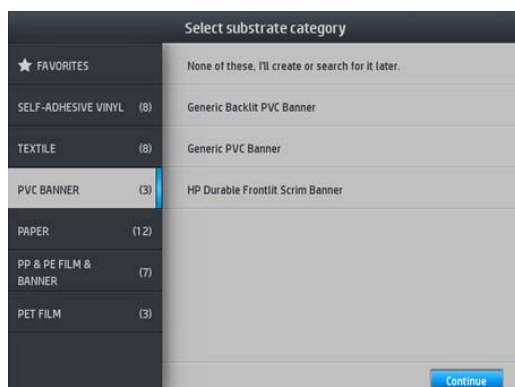 Select substrate category
FAVORITES
SELF-ADHESIVE VINYL (8)
TEXTILE (8)
PVC BANNER (3)
PAPER (12)
PP & PE FILM &
BANNER (7)
PET FILM (3)
None of these, I'll create or search for it later.
Generic Backlit PVC Banner
Generic PVC Banner
HP Durable Frontlit Scrim Banner
Continue